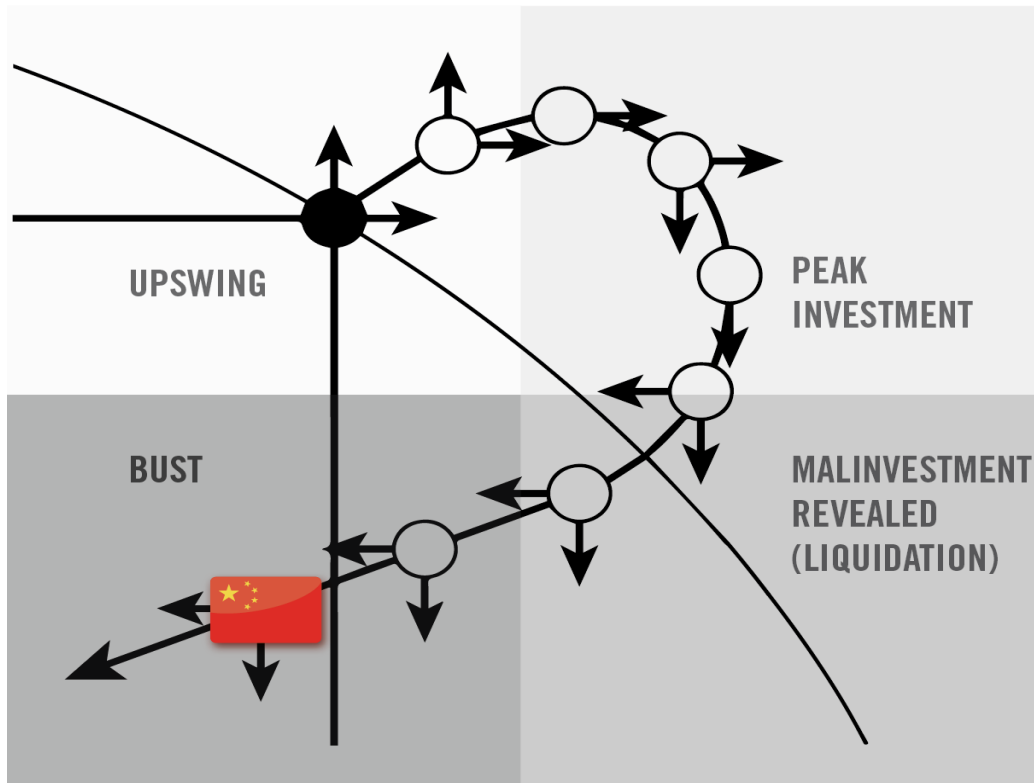 UPSWING
PEAK
INVESTMENT
BUST
MALINVESTMENT
REVEALED
(LIQUIDATION)